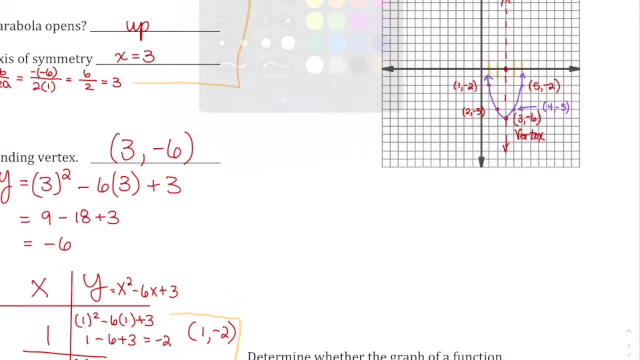 arabola opens? up
xis of symmetry x = 3
2a = -(-6) / 2(1) = 6/2 = 3
nding vertex. (3, -6)
y = (3)² - 6(3) + 3
= 9 - 18 + 3
= -6
x y = x² - 6x + 3
1 (1)² - 6(1) + 3
1 - 6 + 3 = -2 (1, -2)
(1, -2) (5, -2)
(2, -5) (4, -5)
(3, -6)
Vertex
Determine whether the graph of a function.